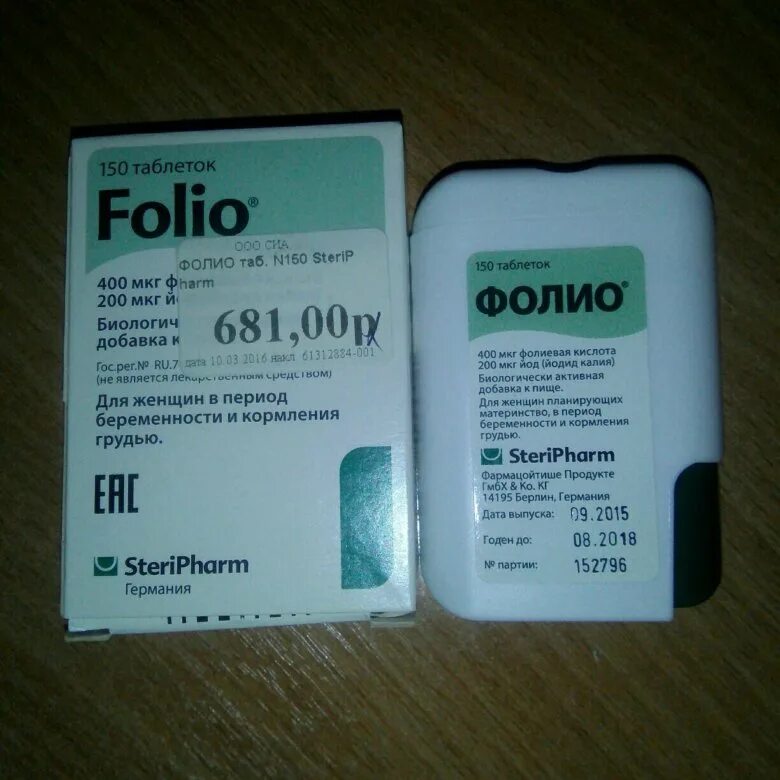 150 таблеток
Folio®
ООО СИА
ФОЛИО таб. N150 SteriP
harm
400 мкг ф
200 мкг й
681,00р
Биологич
добавка к
Гос.рег.№ RU.7
дата 10.03 2016 накл 61312884-001
(не является лекарственным средством)
Для женщин в период
беременности и кормления
грудью.
EAC
SteriPharm
Германия
150 таблеток
ФОЛИО®
400 мкг фолиевая кислота
200 мкг йод (йодид калия)
Биологически активная
добавка к пище.
Для женщин планирующих
материнство, в период
беременности и кормления
грудью.
SteriPharm
Фармацойтише Продукте
ГмбХ & Ко. КГ
14195 Берлин, Германия
Дата выпуска: 09.2015
Годен до: 08.2018
№ партии: 152796